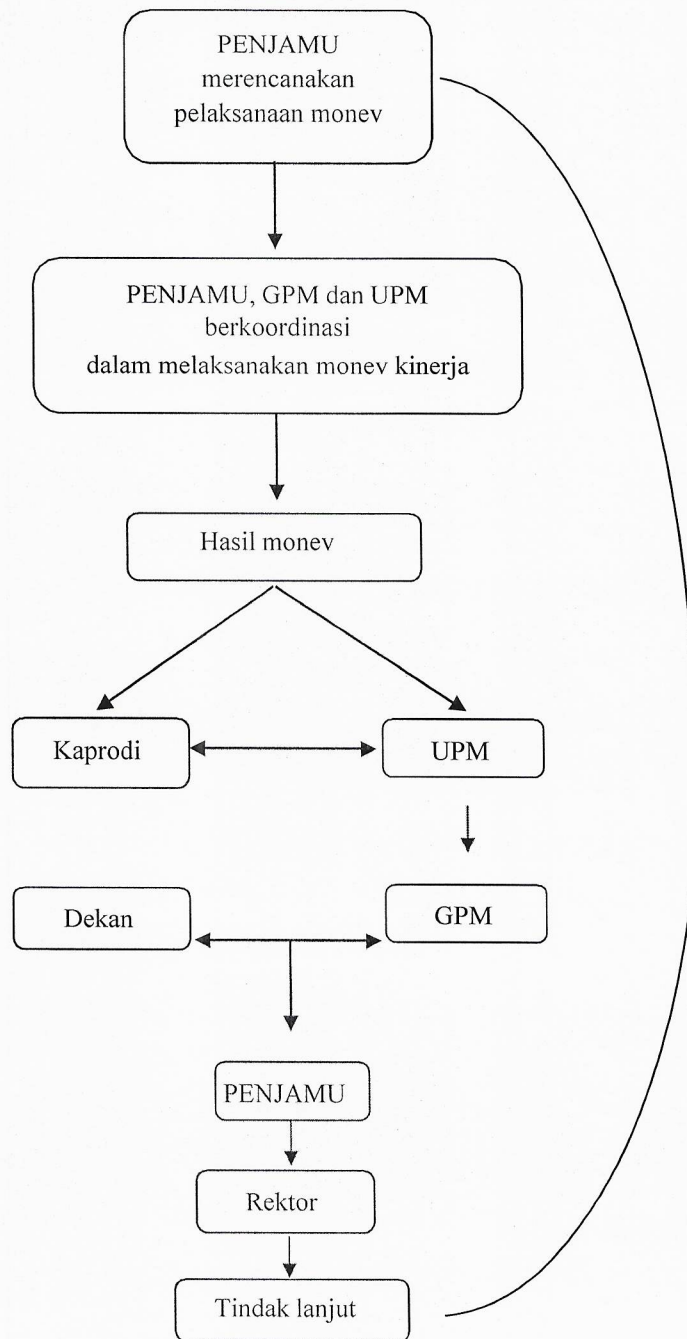 PENJAMU
merencanakan
pelaksanaan monev
PENJAMU, GPM dan UPM
berkoordinasi
dalam melaksanakan monev kinerja
Hasil monev
Kaprodi
UPM
Dekan
GPM
PENJAMU
Rektor
Tindak lanjut